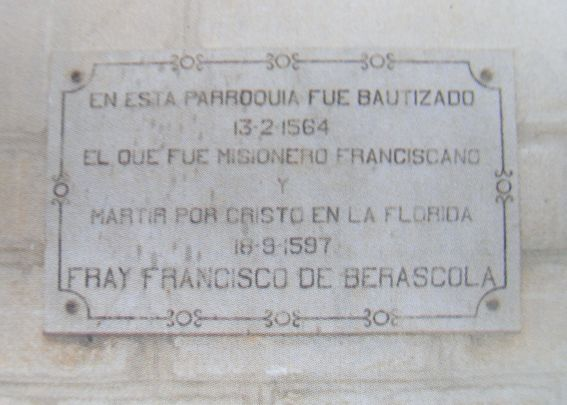 EN ESTA PARROQUIA FUE BAUTIZADO
13-2-1564
EL QUE FUE MISIONERO FRANCISCANO
Y
MARTIR POR CRISTO EN LA FLORIDA
18-9-1597
FRAY FRANCISCO DE BERASCOLA